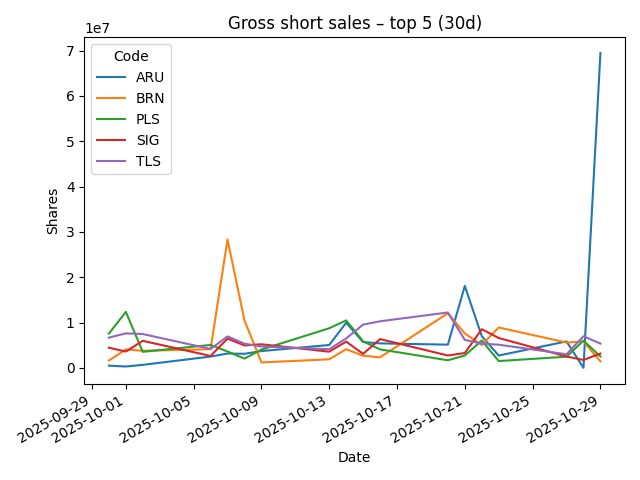 Gross short sales – top 5 (30d)
1e7
Code
ARU
BRN
PLS
SIG
TLS
7
6
5
4
3
2
1
0
Shares
2025-09-29
2025-10-01
2025-10-05
2025-10-09
2025-10-13
2025-10-17
2025-10-21
2025-10-25
2025-10-29
Date